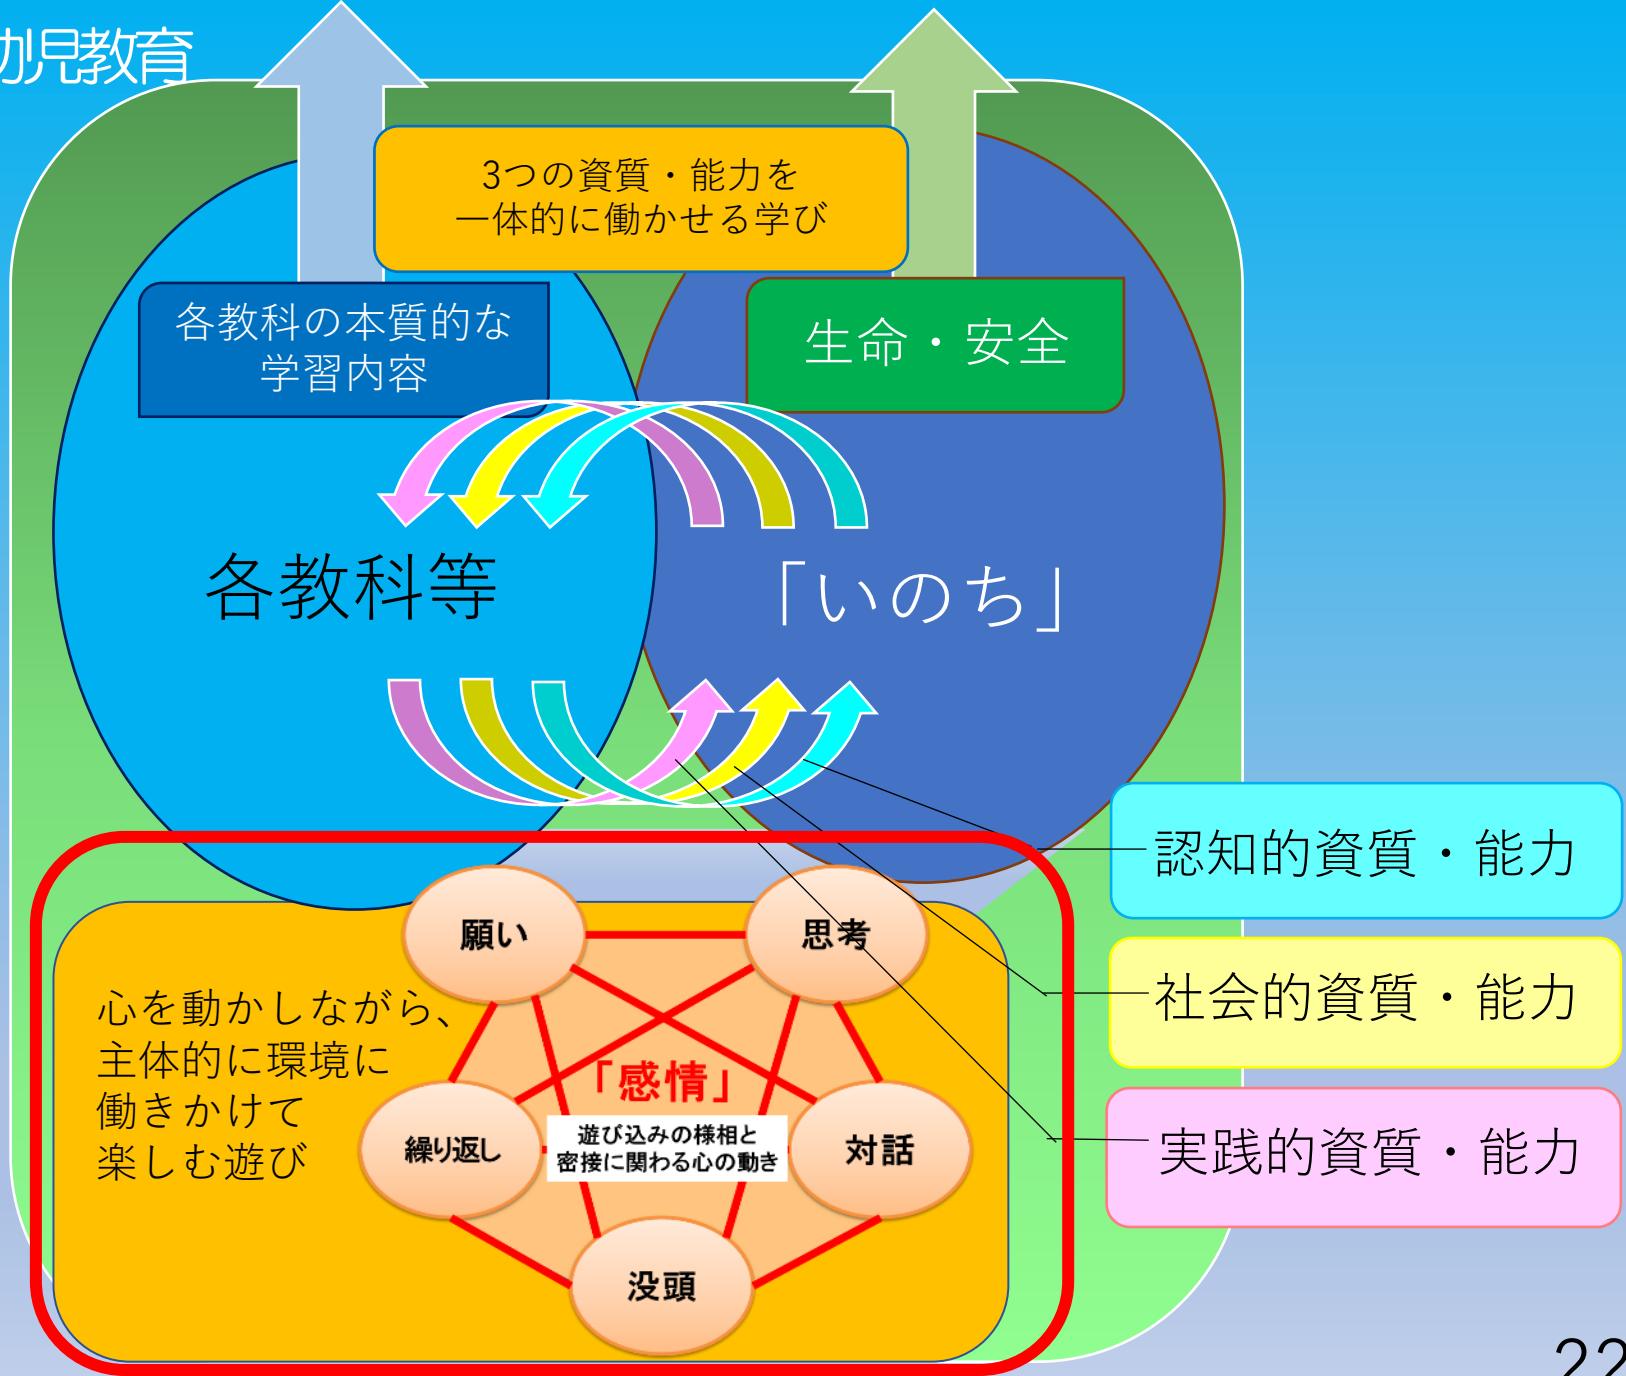 幼児教育
3つの資質・能力を
一体的に働かせる学び
各教科の本質的な
学習内容
生命・安全
各教科等
「いのち」
認知的資質・能力
社会的資質・能力
実践的資質・能力
心を動かしながら、
主体的に環境に
働きかけて
楽しむ遊び
願い
思考
「感情」
遊び込みの様相と
密接に関わる心の動き
繰り返し
対話
没頭
22